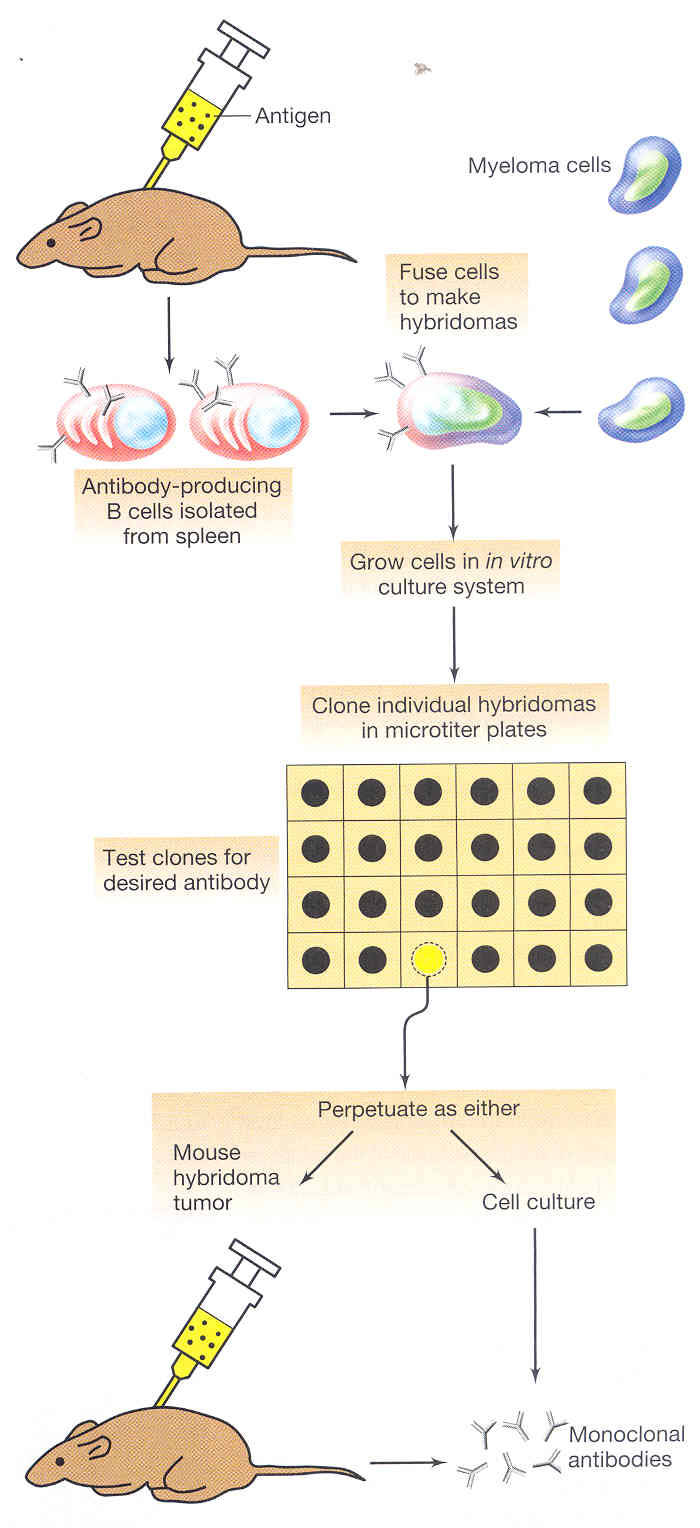 Antigen
Myeloma cells
Fuse cells
to make
hybridomas
Antibody-producing
B cells isolated
from spleen
Grow cells in in vitro
culture system
Clone individual hybridomas
in microtiter plates
Test clones for
desired antibody
Perpetuate as either
Mouse
hybridoma
tumor
Cell culture
Monoclonal
antibodies